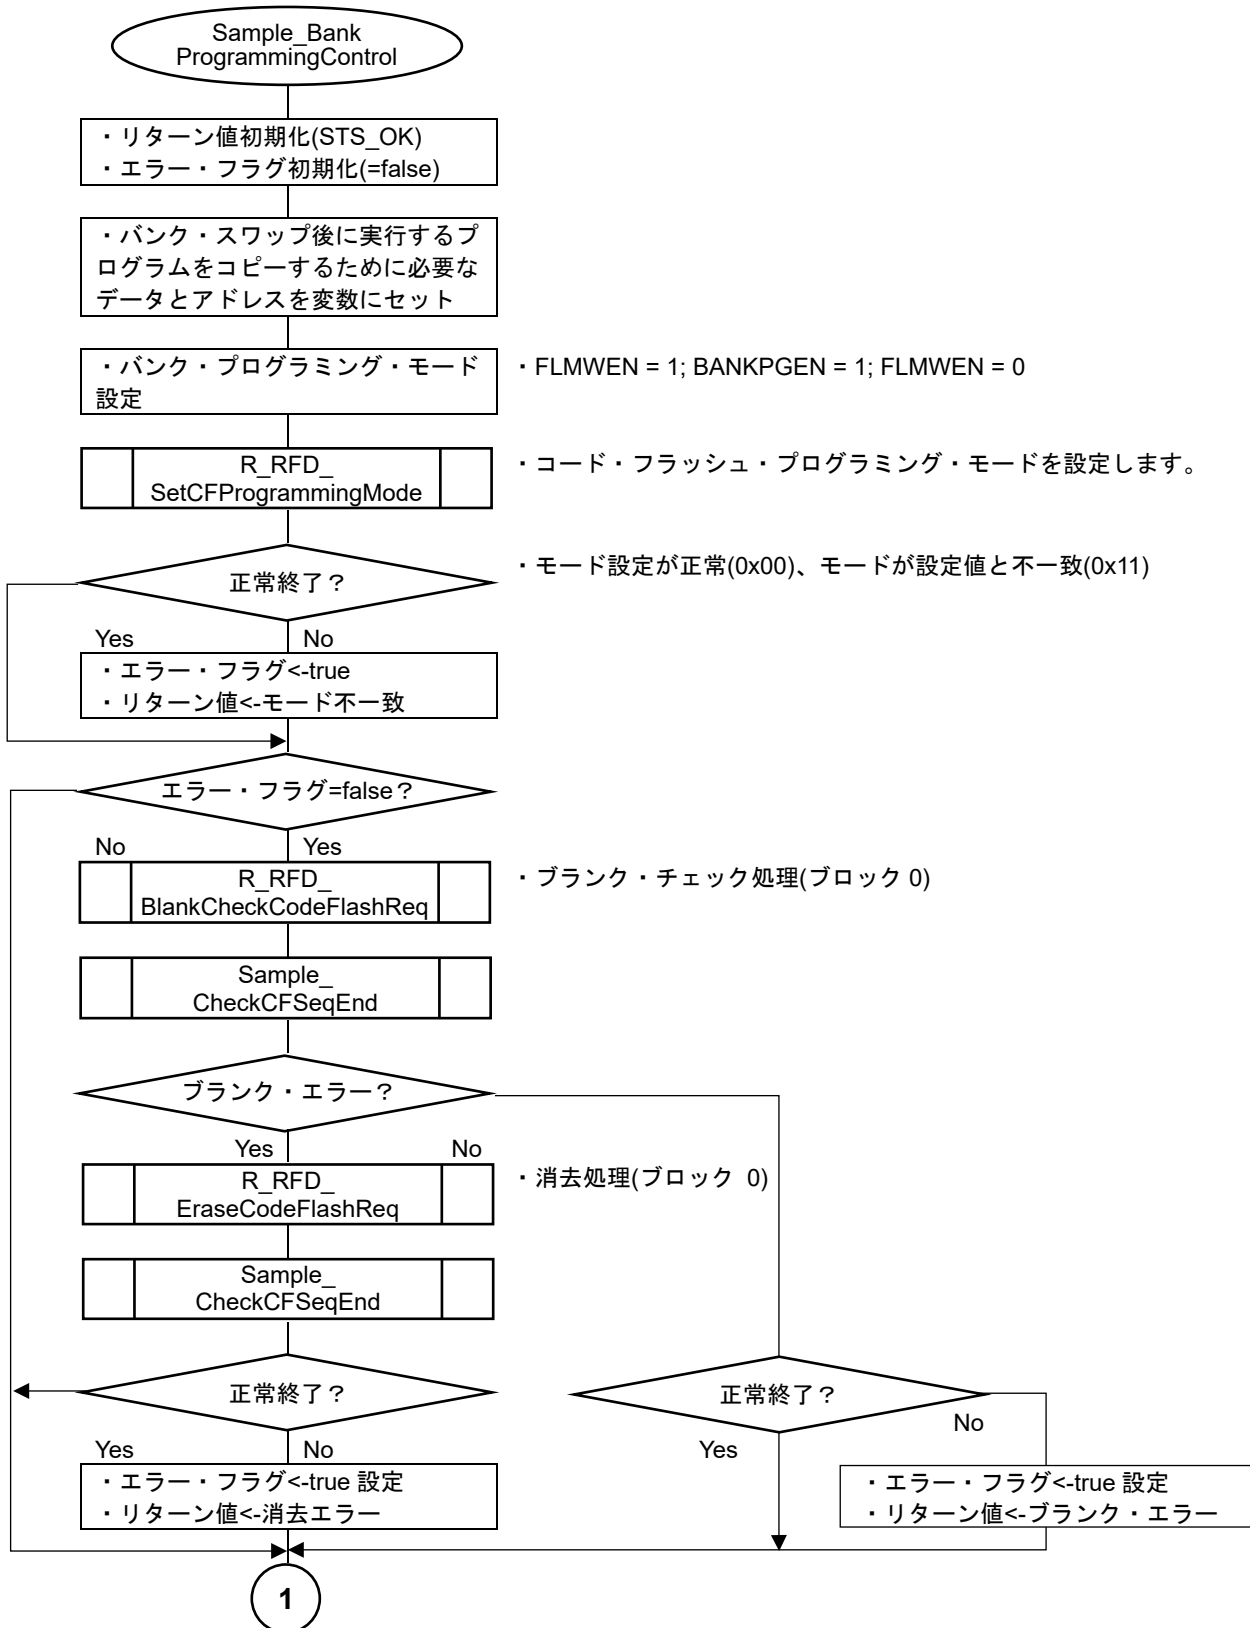 Sample_Bank
ProgrammingControl
・リターン値初期化(STS_OK)
・エラー・フラグ初期化(=false)
・バンク・スワップ後に実行するプ
ログラムをコピーするために必要な
データとアドレスを変数にセット
・バンク・プログラミング・モード
設定
・FLMWEN = 1; BANKPGEN = 1; FLMWEN = 0
R_RFD_
SetCFProgrammingMode
・コード・フラッシュ・プログラミング・モードを設定します。
正常終了？
・モード設定が正常(0x00)、モードが設定値と不一致(0x11)
Yes
No
・エラー・フラグ<-true
・リターン値<-モード不一致
エラー・フラグ=false？
No
Yes
R_RFD_
BlankCheckCodeFlashReq
・ブランク・チェック処理(ブロック 0)
Sample_
CheckCFSeqEnd
ブランク・エラー？
Yes
No
R_RFD_
EraseCodeFlashReq
・消去処理(ブロック 0)
Sample_
CheckCFSeqEnd
正常終了？
正常終了？
Yes
No
Yes
No
・エラー・フラグ<-true 設定
・リターン値<-消去エラー
・エラー・フラグ<-true 設定
・リターン値<-ブランク・エラー
1